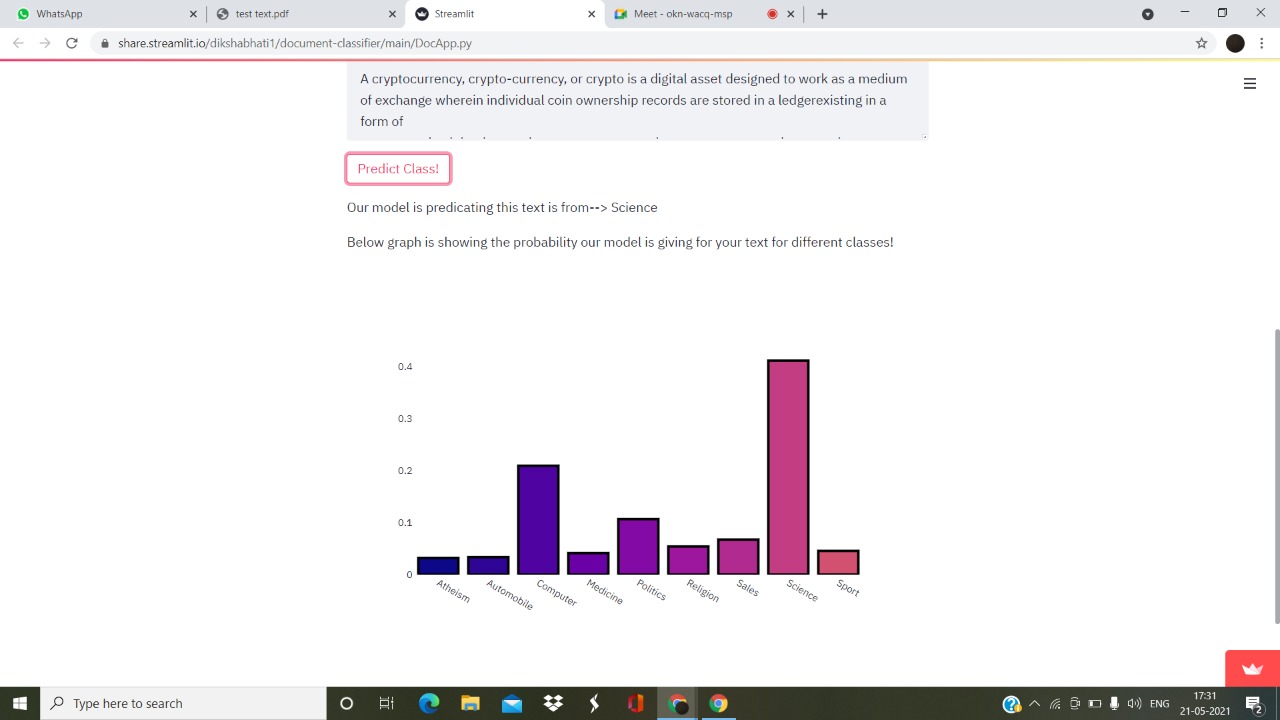 WhatsApp
test text.pdf
Streamlit
Meet - okn-wacq-msp
share.streamlit.io/dikshabhati1/document-classifier/main/DocApp.py
A cryptocurrency, crypto-currency, or crypto is a digital asset designed to work as a medium
of exchange wherein individual coin ownership records are stored in a ledgerexisting in a
form of
Predict Class!
Our model is predicating this text is from--> Science
Below graph is showing the probability our model is giving for your text for different classes!
0.4
0.3
0.2
0.1
0
Atheism
Automobile
Computer
Medicine
Politics
Religion
Sales
Science
Sport
Type here to search
ENG
17:31
21-05-2021
2